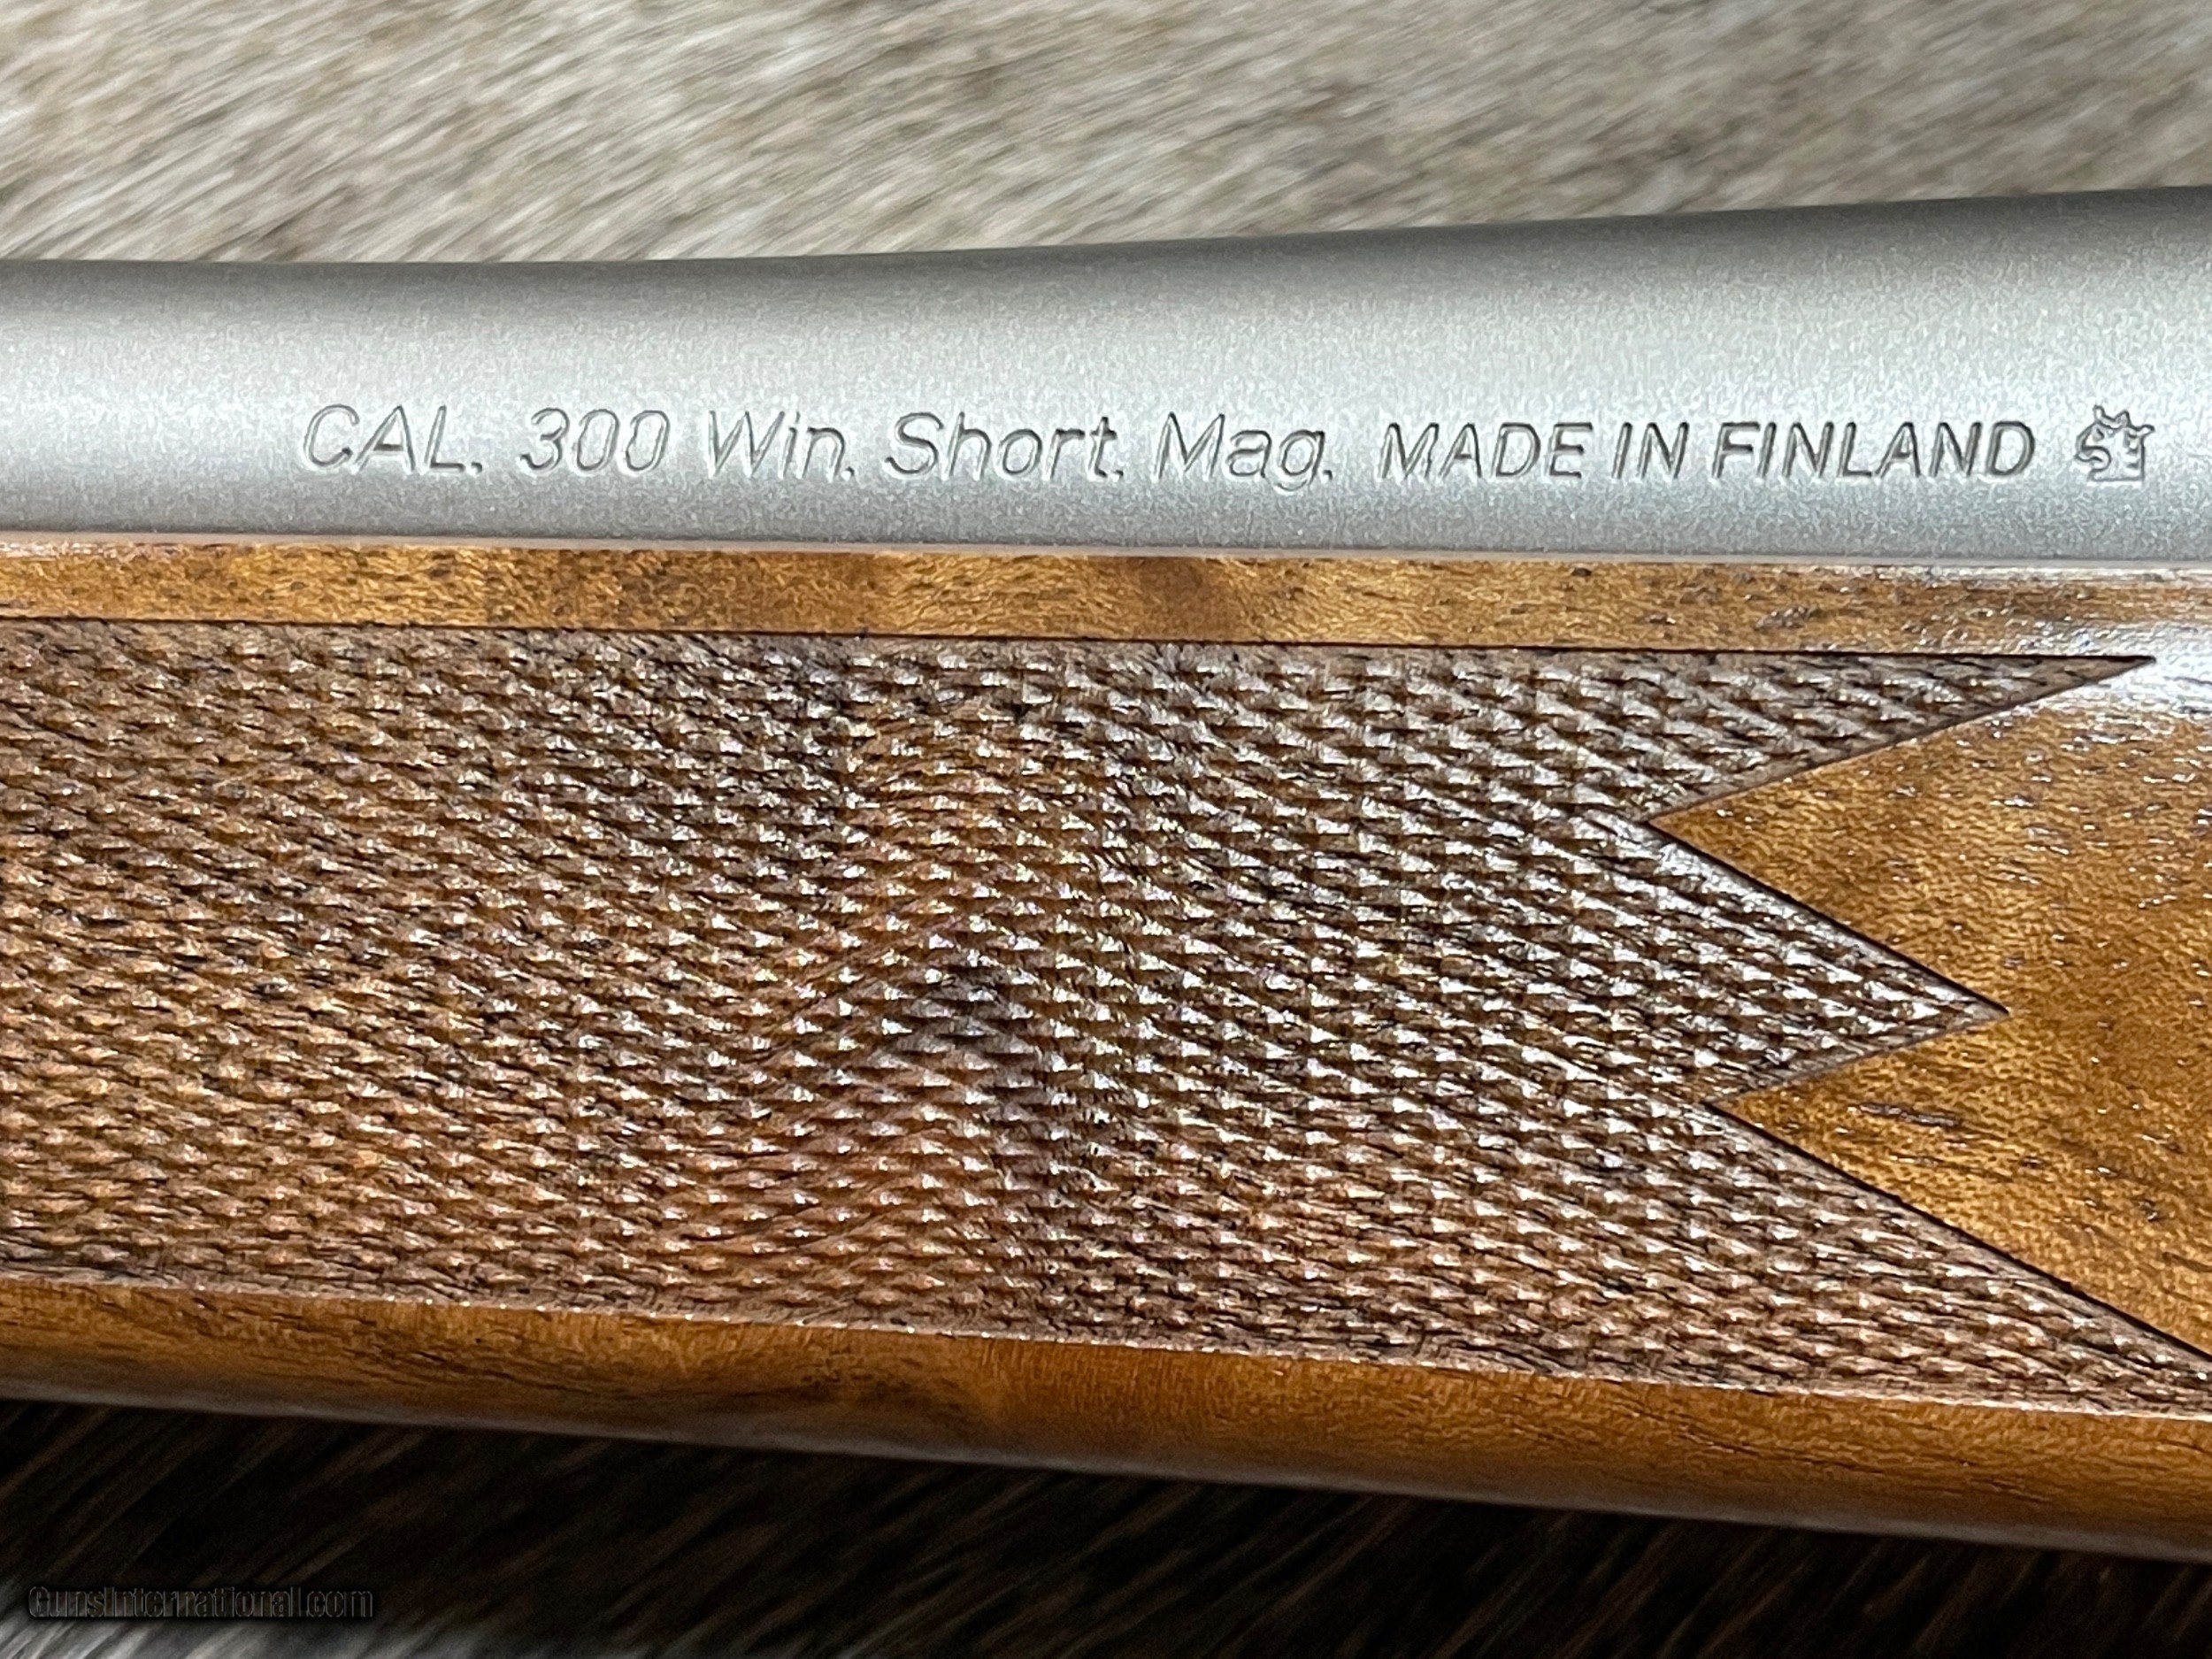 CAL. 300 Win. Short. Mag. MADE IN FINLAND
GunsInternational.com